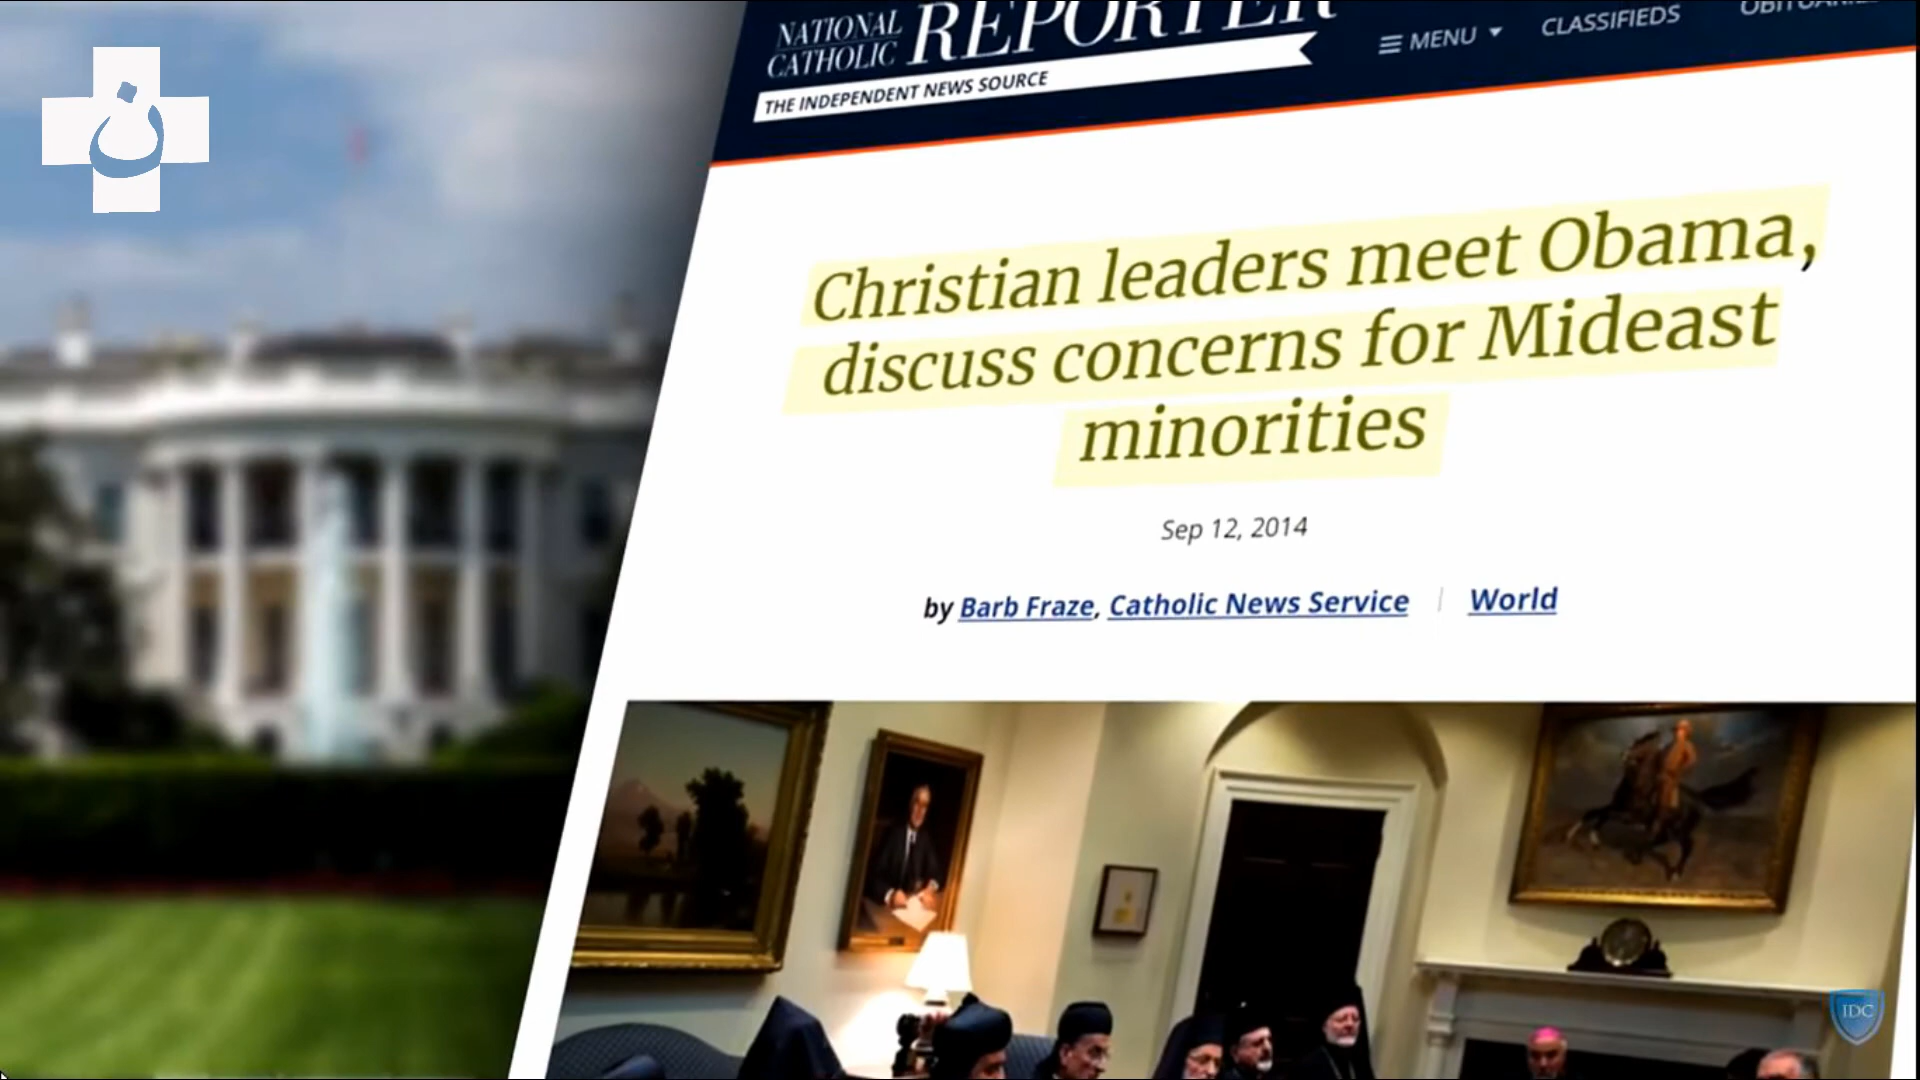 ن
NATIONAL
CATHOLIC
REPORTER
THE INDEPENDENT NEWS SOURCE
MENU
CLASSIFIEDS
Christian leaders meet Obama,
discuss concerns for Mideast
minorities
Sep 12, 2014
by Barb Fraze, Catholic News Service | World
IDC